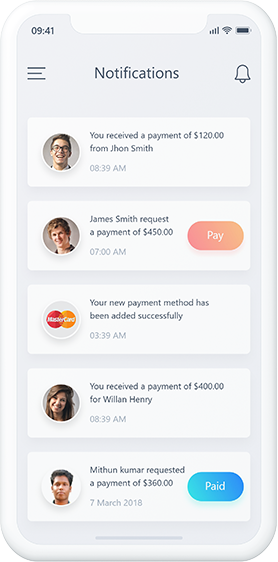 09:41
Notifications
You received a payment of $120.00
from Jhon Smith
08:39 AM
James Smith request
a payment of $450.00
07:00 AM
Pay
MasterCard
Your new payment method has
been added successfully
03:39 AM
You received a payment of $400.00
for Willan Henry
08:39 AM
Mithun kumar requested
a payment of $360.00
7 March 2018
Paid